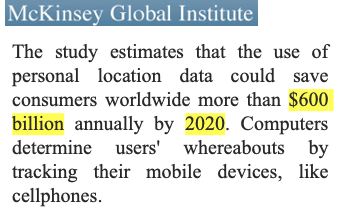 McKinsey Global Institute
The study estimates that the use of
personal location data could save
consumers worldwide more than $600
billion annually by 2020. Computers
determine users' whereabouts by
tracking their mobile devices, like
cellphones.